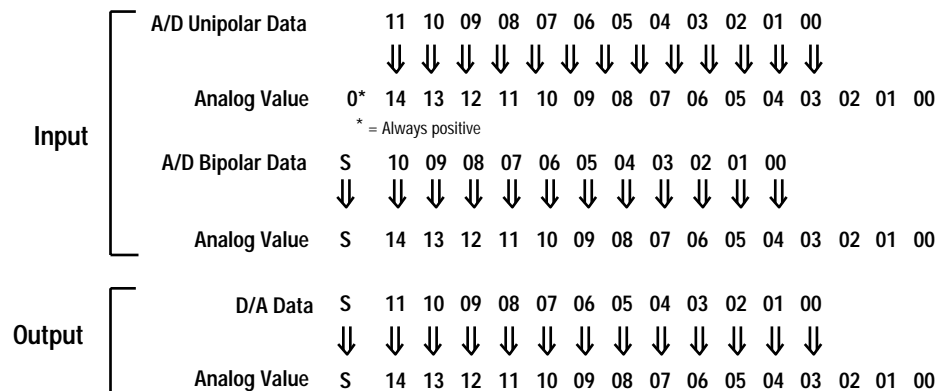 A/D Unipolar Data 11 10 09 08 07 06 05 04 03 02 01 00
Analog Value 0* 14 13 12 11 10 09 08 07 06 05 04 03 02 01 00
* = Always positive
Input
A/D Bipolar Data S 10 09 08 07 06 05 04 03 02 01 00
Analog Value S 14 13 12 11 10 09 08 07 06 05 04 03 02 01 00
D/A Data S 11 10 09 08 07 06 05 04 03 02 01 00
Output
Analog Value S 14 13 12 11 10 09 08 07 06 05 04 03 02 01 00